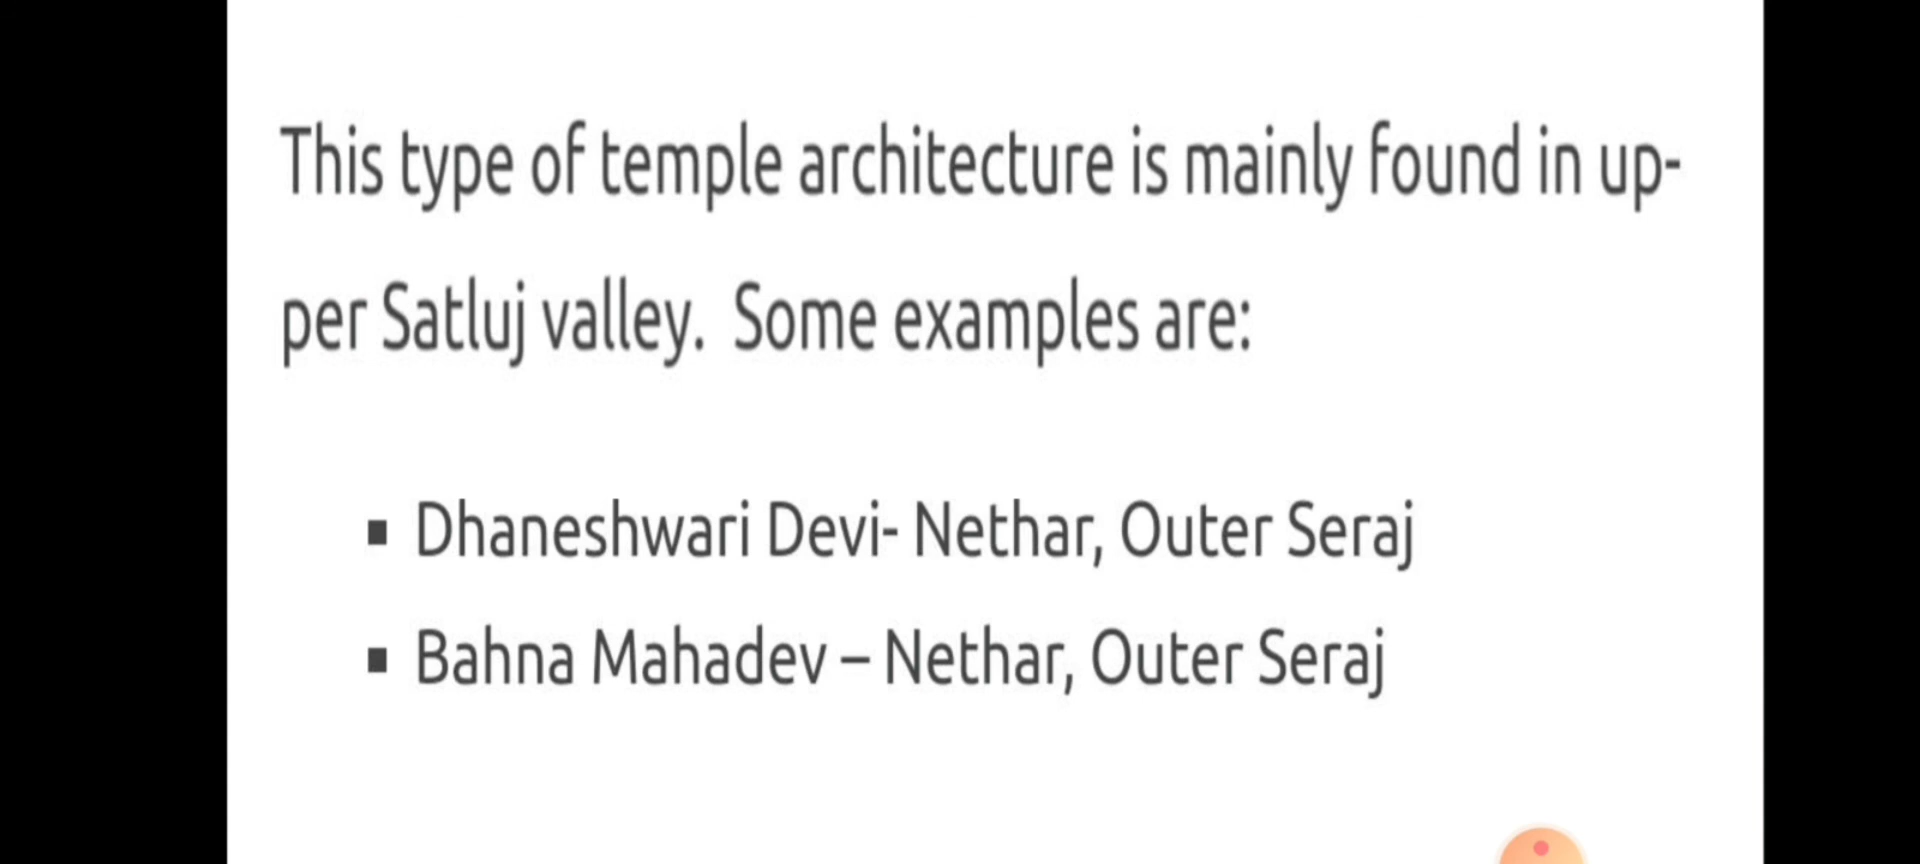 This type of temple architecture is mainly found in up-
per Satluj valley.  Some examples are:
▪ Dhaneshwari Devi- Nethar, Outer Seraj
▪ Bahna Mahadev – Nethar, Outer Seraj